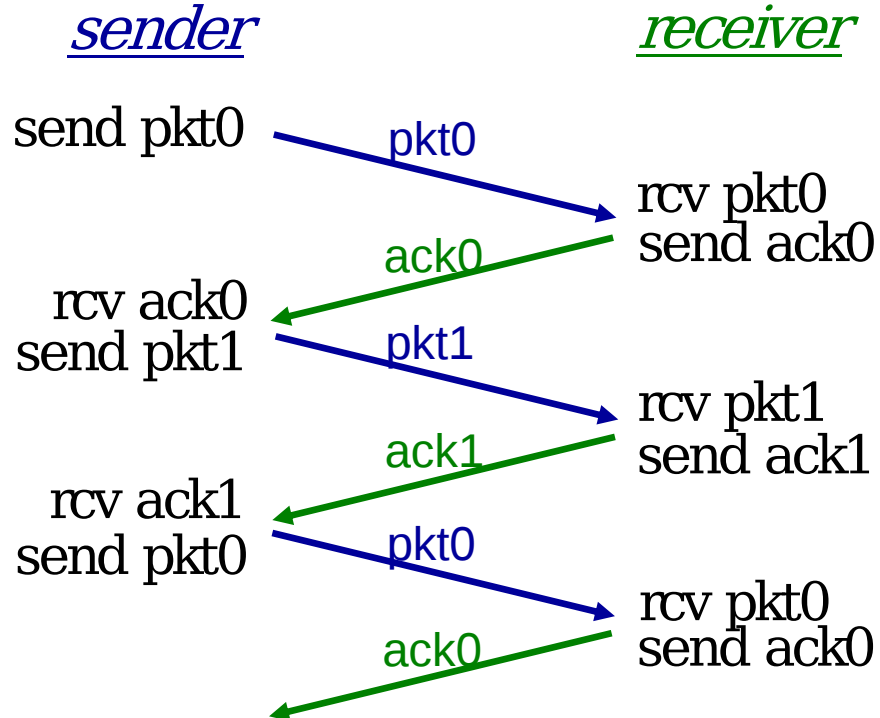 sender
receiver
send pkt0
pkt0
rcv pkt0
send ack0
ack0
rcv ack0
send pkt1
pkt1
rcv pkt1
send ack1
ack1
rcv ack1
send pkt0
pkt0
rcv pkt0
send ack0
ack0